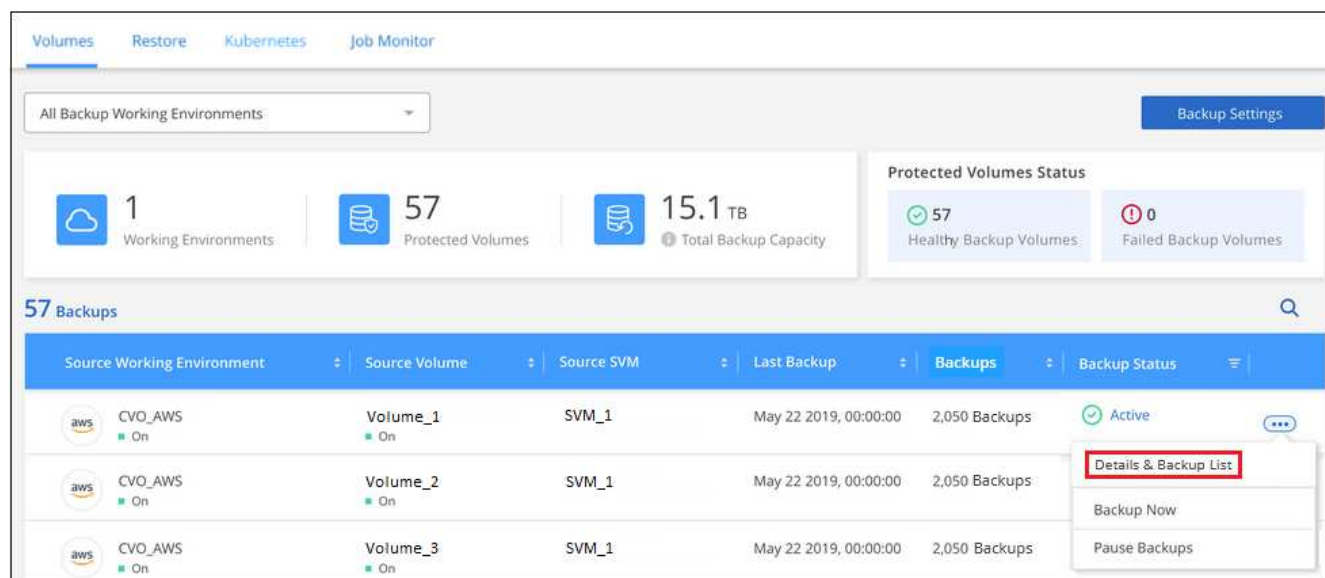 Volumes Restore Kubernetes Job Monitor
All Backup Working Environments Backup Settings
Protected Volumes Status
1 57 15.1 TB
Working Environments Protected Volumes Total Backup Capacity
57 0
Healthy Backup Volumes Failed Backup Volumes
57 Backups
Source Working Environment Source Volume Source SVM Last Backup Backups Backup Status
aws CVO_AWS Volume_1 SVM_1 May 22 2019, 00:00:00 2,050 Backups Active
On On
Details & Backup List
aws CVO_AWS Volume_2 SVM_1 May 22 2019, 00:00:00 2,050 Backups
On On
Backup Now
aws CVO_AWS Volume_3 SVM_1 May 22 2019, 00:00:00 2,050 Backups
Pause Backups
On On